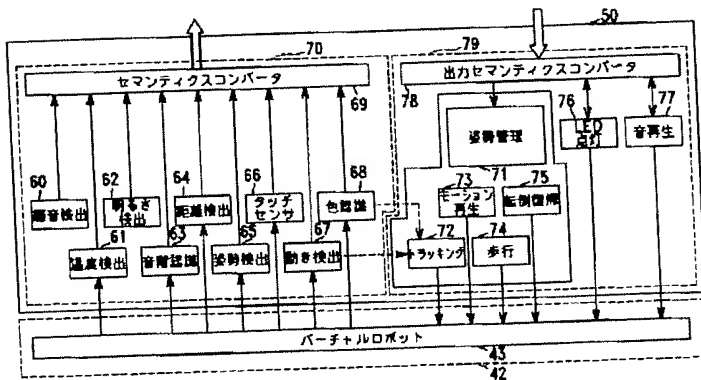 50
70
79
セマンティクスコンバータ
69
出力セマンティクスコンバータ
78
76
77
LED
点灯
音再生
姿勢管理
71
60
騒音検出
62
明るさ
検出
64
距離検出
66
タッチ
センサ
68
色認識
61
温度検出
63
音階認識
65
姿勢検出
67
動き検出
73
モーション
再生
75
転倒復帰
72
トラッキング
74
歩行
バーチャルロボット
43
42